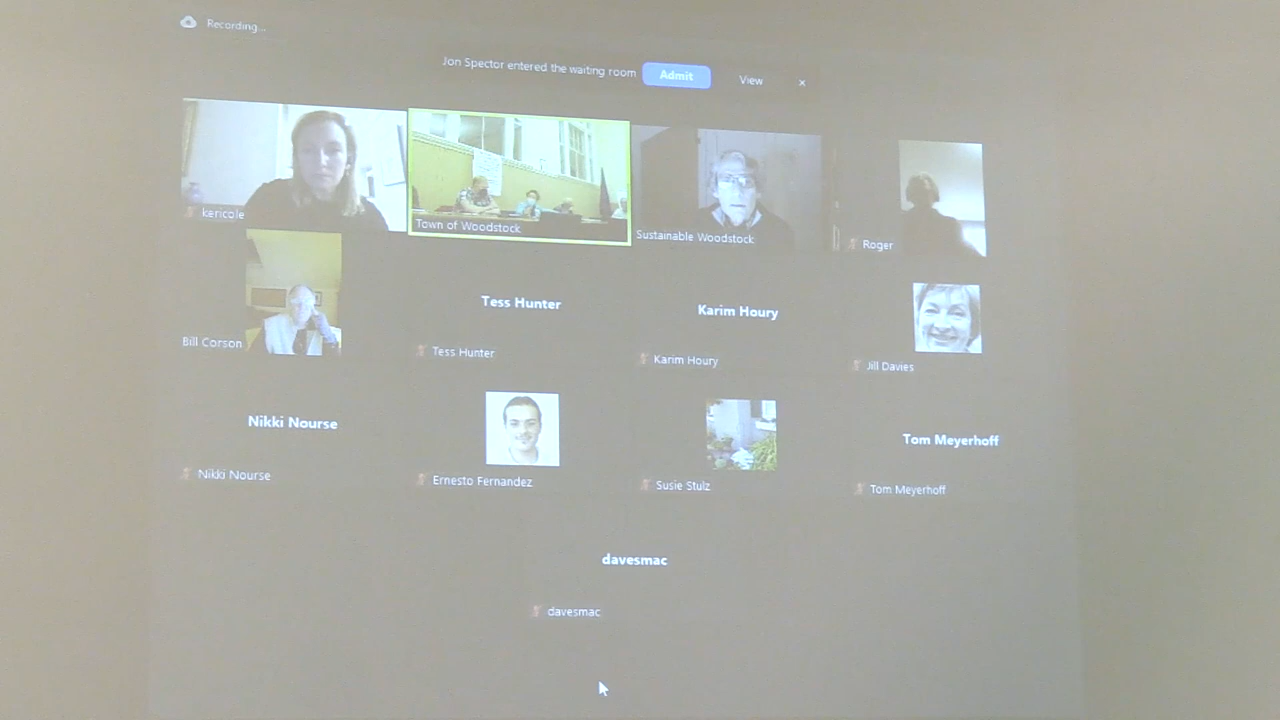 Recording...
Jon Spector entered the waiting room
Admit
View
×
kericole
Town of Woodstock
Sustainable Woodstock
Roger
Bill Corson
Tess Hunter
Tess Hunter
Karim Houry
Karim Houry
Jill Davies
Nikki Nourse
Nikki Nourse
Ernesto Fernandez
Susie Stulz
Tom Meyerhoff
Tom Meyerhoff
davesmac
davesmac